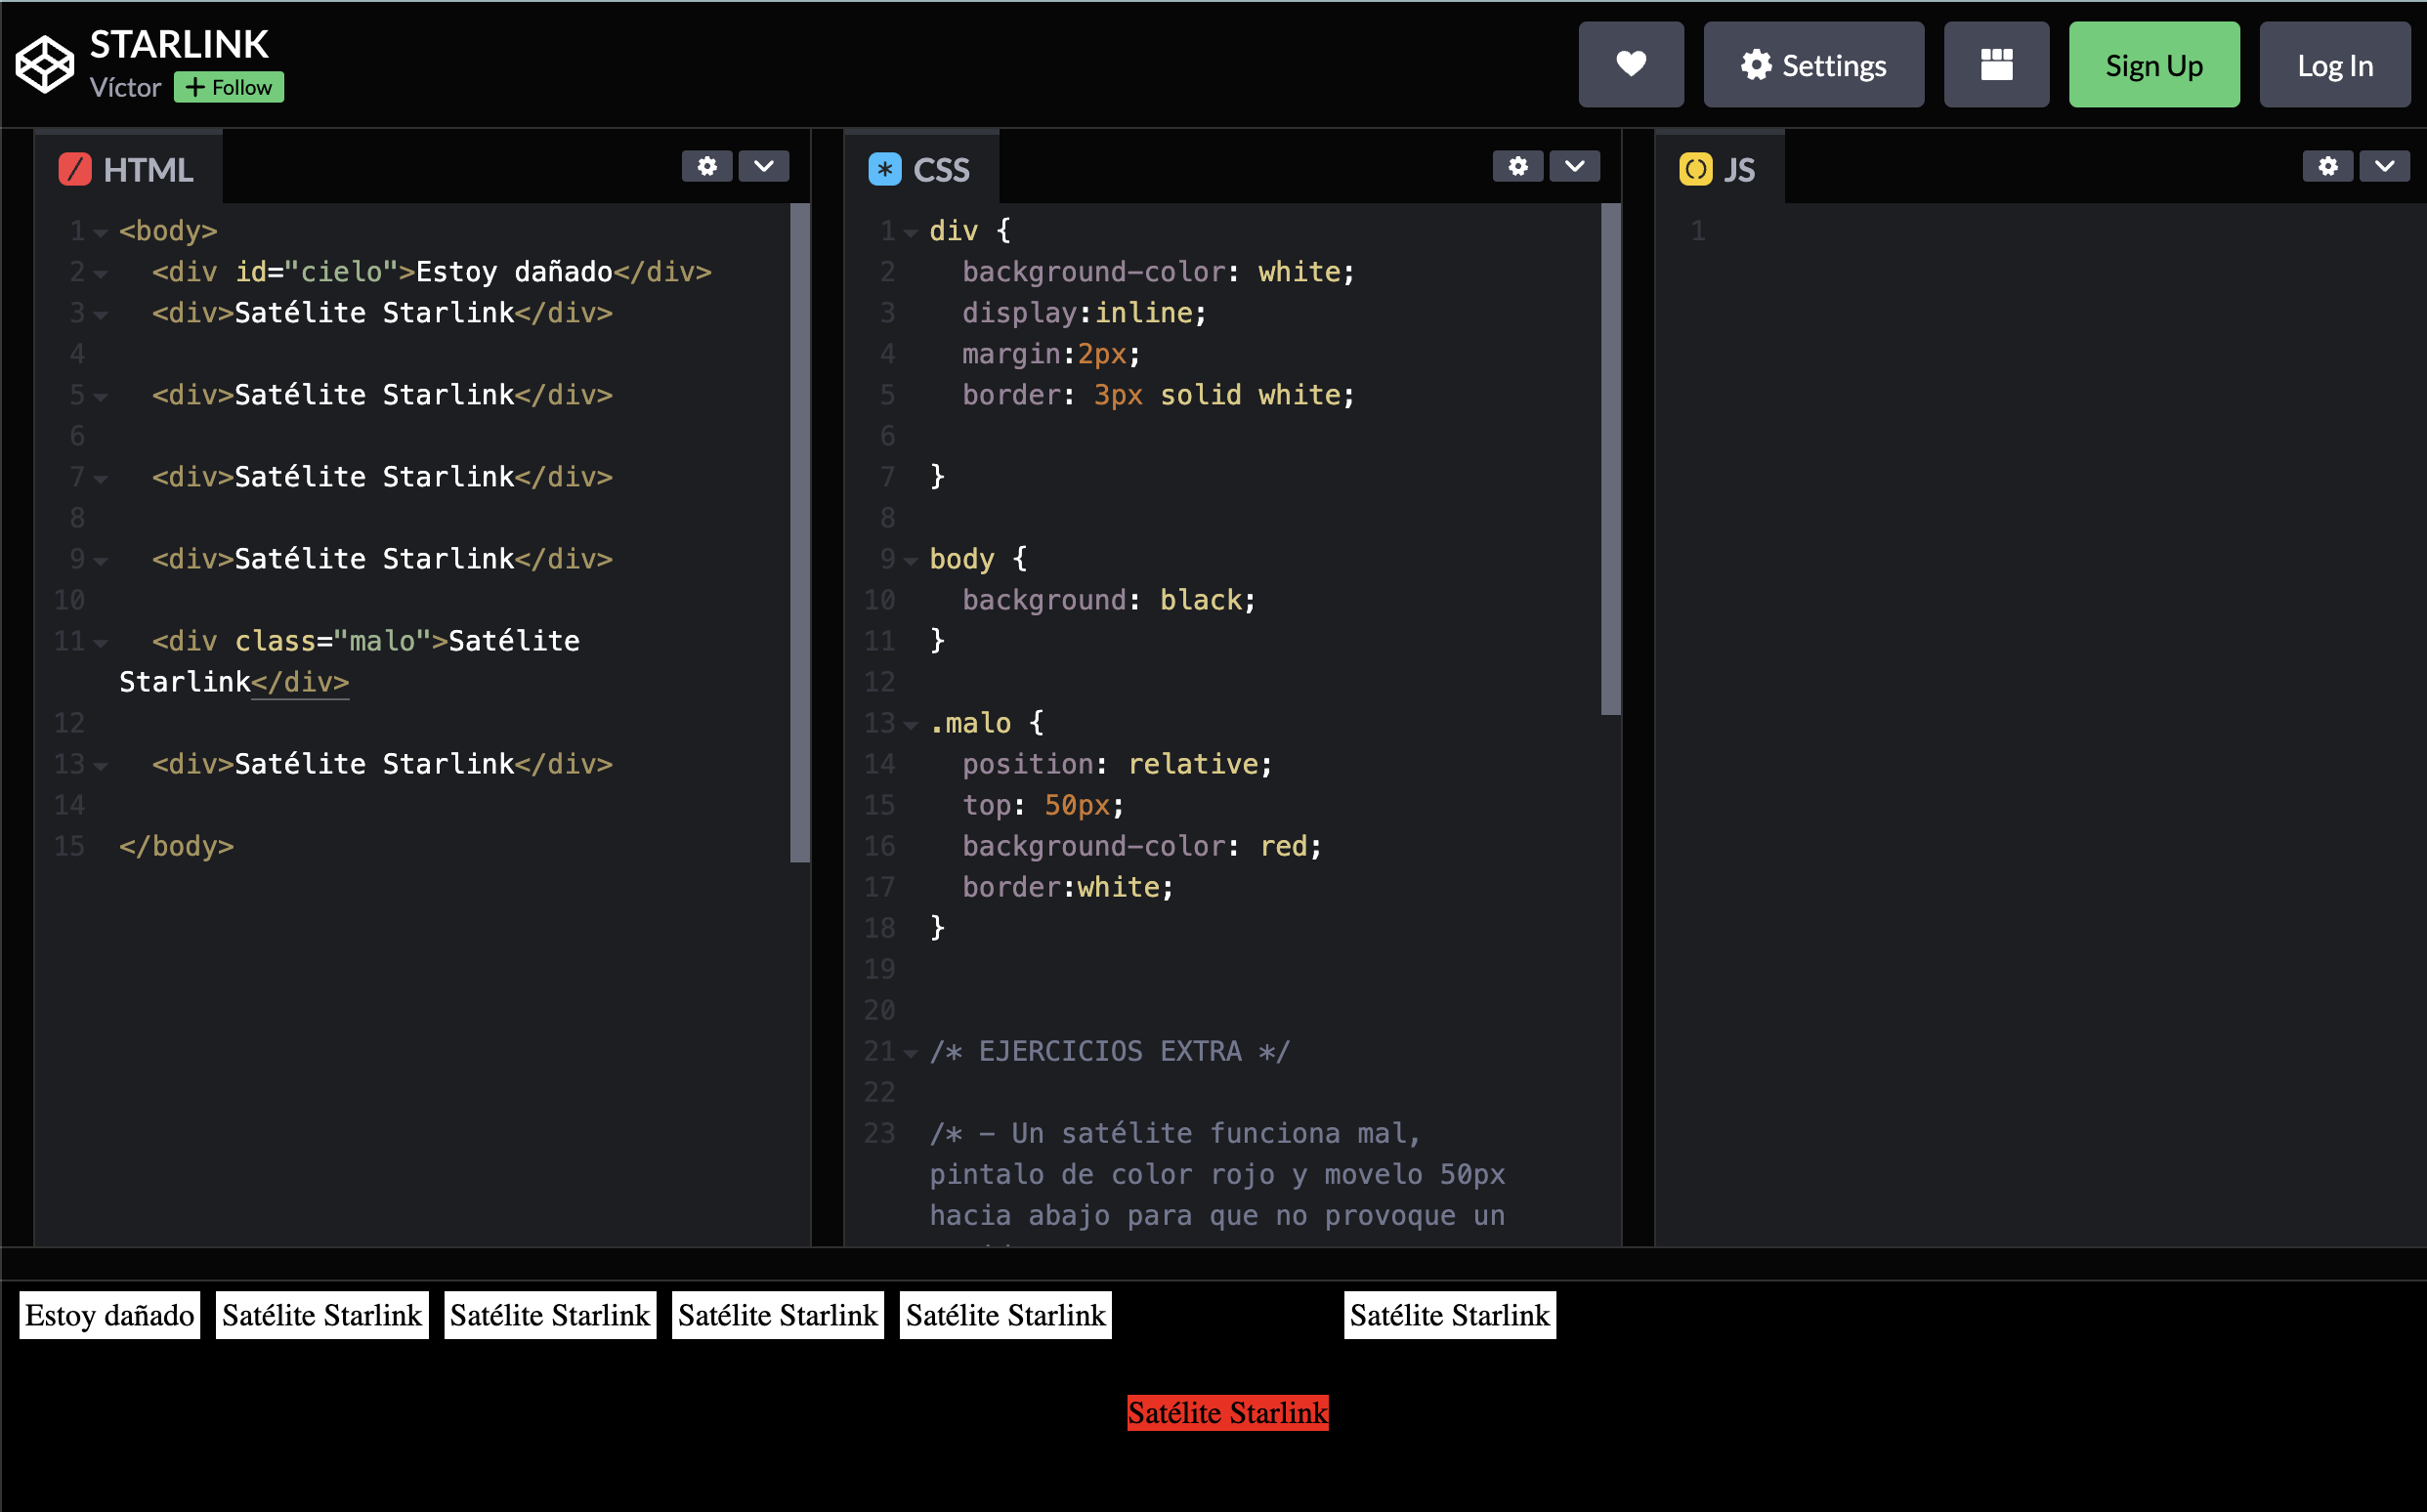 STARLINK
Víctor + Follow
Settings
Sign Up
Log In
HTML
1 <body>
2 <div id="cielo">Estoy dañado</div>
3 <div>Satélite Starlink</div>
4
5 <div>Satélite Starlink</div>
6
7 <div>Satélite Starlink</div>
8
9 <div>Satélite Starlink</div>
10
11 <div class="malo">Satélite
Starlink</div>
12
13 <div>Satélite Starlink</div>
14
15 </body>
* CSS
1 div {
2 background-color: white;
3 display:inline;
4 margin:2px;
5 border: 3px solid white;
6
7 }
8
9 body {
10 background: black;
11 }
12
13 .malo {
14 position: relative;
15 top: 50px;
16 background-color: red;
17 border:white;
18 }
19
20
21 /* EJERCICIOS EXTRA */
22
23 /* - Un satélite funciona mal,
pintalo de color rojo y movelo 50px
hacia abajo para que no provoque un
() JS
1
Estoy dañado Satélite Starlink Satélite Starlink Satélite Starlink Satélite Starlink Satélite Starlink
Satélite Starlink